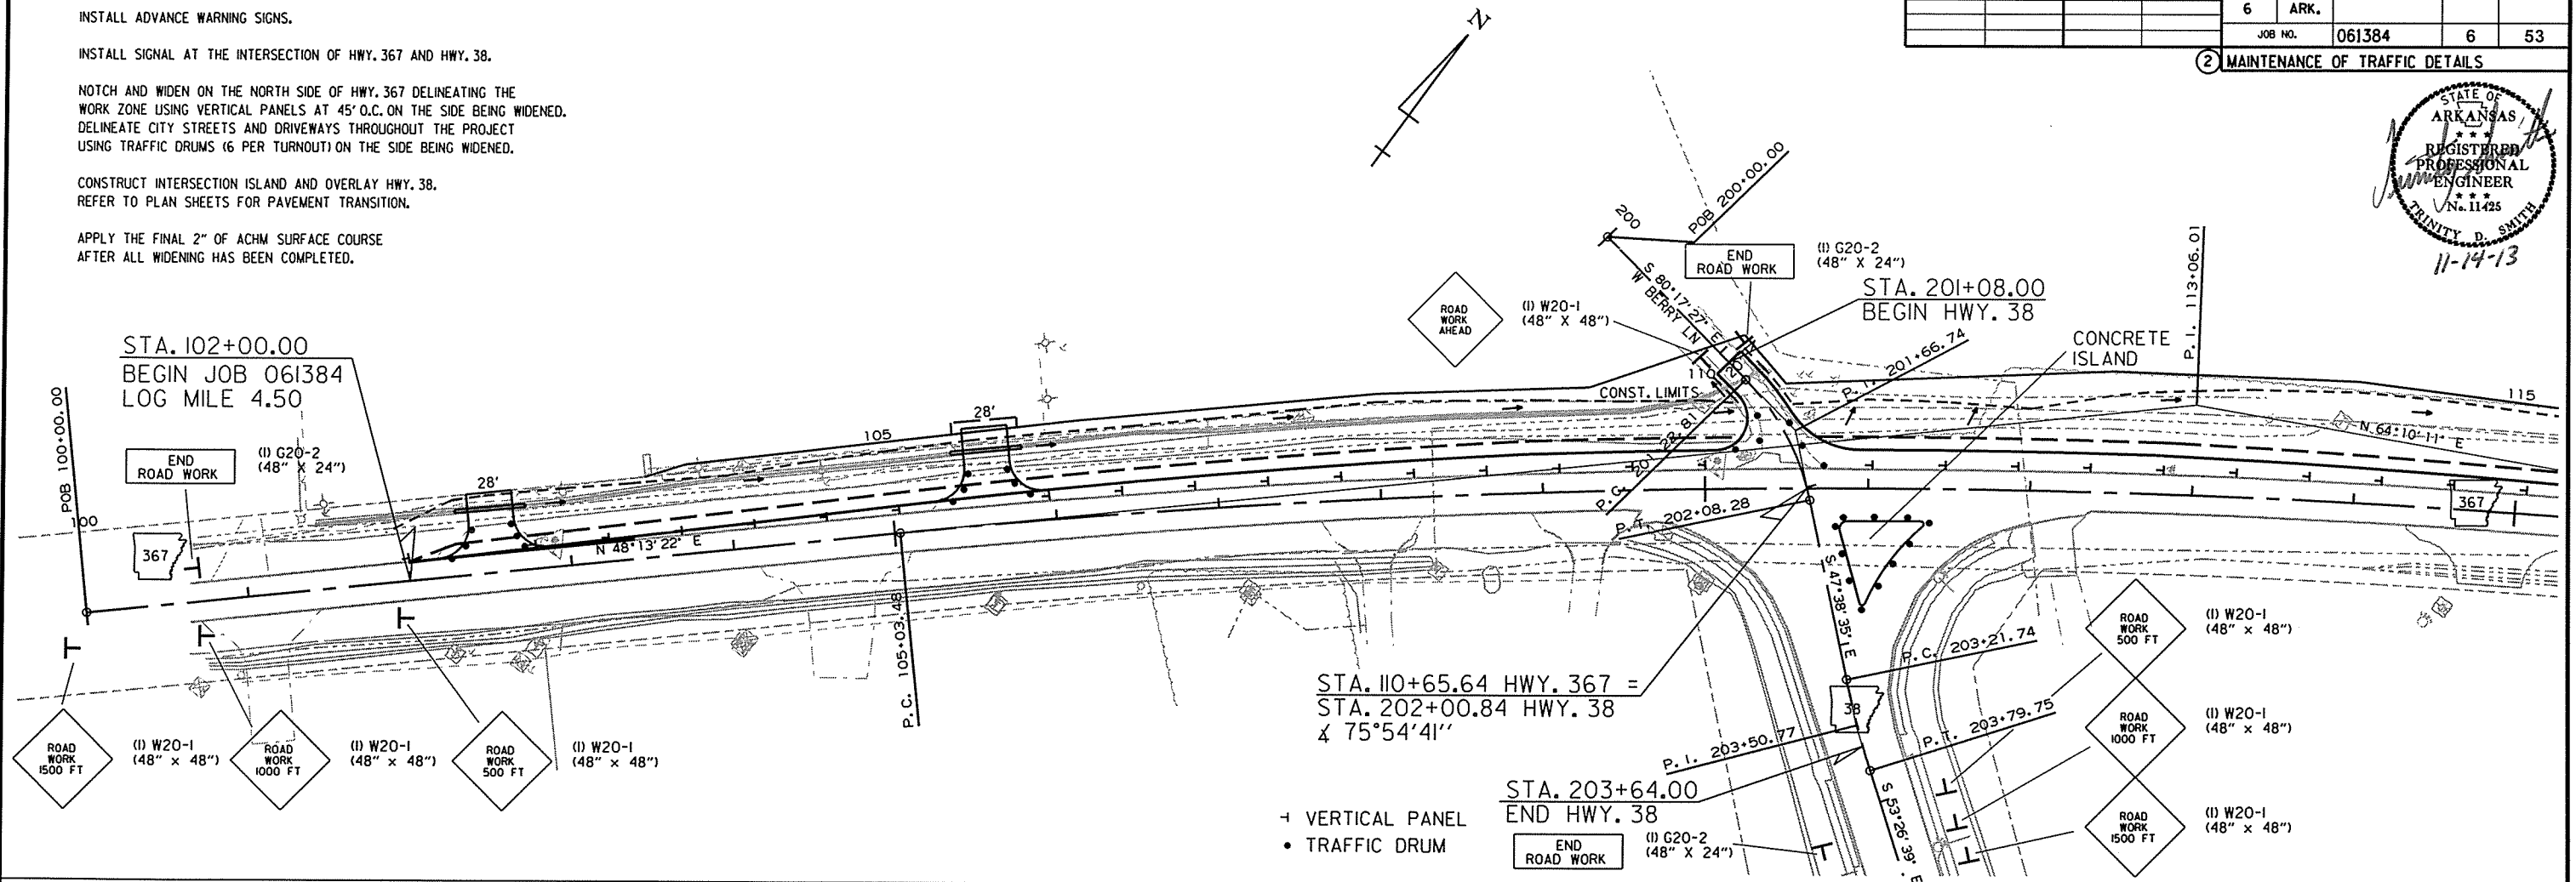 INSTALL ADVANCE WARNING SIGNS.
INSTALL SIGNAL AT THE INTERSECTION OF HWY. 367 AND HWY. 38.
NOTCH AND WIDEN ON THE NORTH SIDE OF HWY. 367 DELINEATING THE
WORK ZONE USING VERTICAL PANELS AT 45' O.C. ON THE SIDE BEING WIDENED.
DELINEATE CITY STREETS AND DRIVEWAYS THROUGHOUT THE PROJECT
USING TRAFFIC DRUMS (6 PER TURNOUT) ON THE SIDE BEING WIDENED.
CONSTRUCT INTERSECTION ISLAND AND OVERLAY HWY. 38.
REFER TO PLAN SHEETS FOR PAVEMENT TRANSITION.
APPLY THE FINAL 2" OF ACHM SURFACE COURSE
AFTER ALL WIDENING HAS BEEN COMPLETED.
N
6 ARK.
JOB NO. 061384 6 53
2 MAINTENANCE OF TRAFFIC DETAILS
STATE OF
ARKANSAS
REGISTERED
PROFESSIONAL
ENGINEER
No. 11425
TRINITY D. SMITH
11-14-13
STA. 102+00.00
BEGIN JOB 061384
LOG MILE 4.50
POB 100+00.00
100
END
ROAD WORK
(1) G20-2
(48" X 24")
367
28'
N 48°13'22" E
105
28'
P.C. 105+03.48
ROAD
WORK
1500 FT
(1) W20-1
(48" x 48")
ROAD
WORK
1000 FT
(1) W20-1
(48" x 48")
ROAD
WORK
500 FT
(1) W20-1
(48" x 48")
200
POB 200+00.00
END
ROAD WORK
(1) G20-2
(48" X 24")
S 80°17'27" E
W BERRY LN
ROAD
WORK
AHEAD
(1) W20-1
(48" X 48")
STA. 201+08.00
BEGIN HWY. 38
CONCRETE
ISLAND
P.I. 113+06.01
110
CONST. LIMITS
P.I. 201+66.74
P.C. 201+22.81
115
N 64°10'11" E
367
P.T. 202+08.28
S 47°38'35" E
STA. 110+65.64 HWY. 367 =
STA. 202+00.84 HWY. 38
∡ 75°54'41''
P.C. 203+21.74
38
P.I. 203+50.77
P.T. 203+79.75
STA. 203+64.00
END HWY. 38
S 53°26'39" E
END
ROAD WORK
(1) G20-2
(48" X 24")
VERTICAL PANEL
TRAFFIC DRUM
ROAD
WORK
500 FT
(1) W20-1
(48" x 48")
ROAD
WORK
1000 FT
(1) W20-1
(48" x 48")
ROAD
WORK
1500 FT
(1) W20-1
(48" x 48")